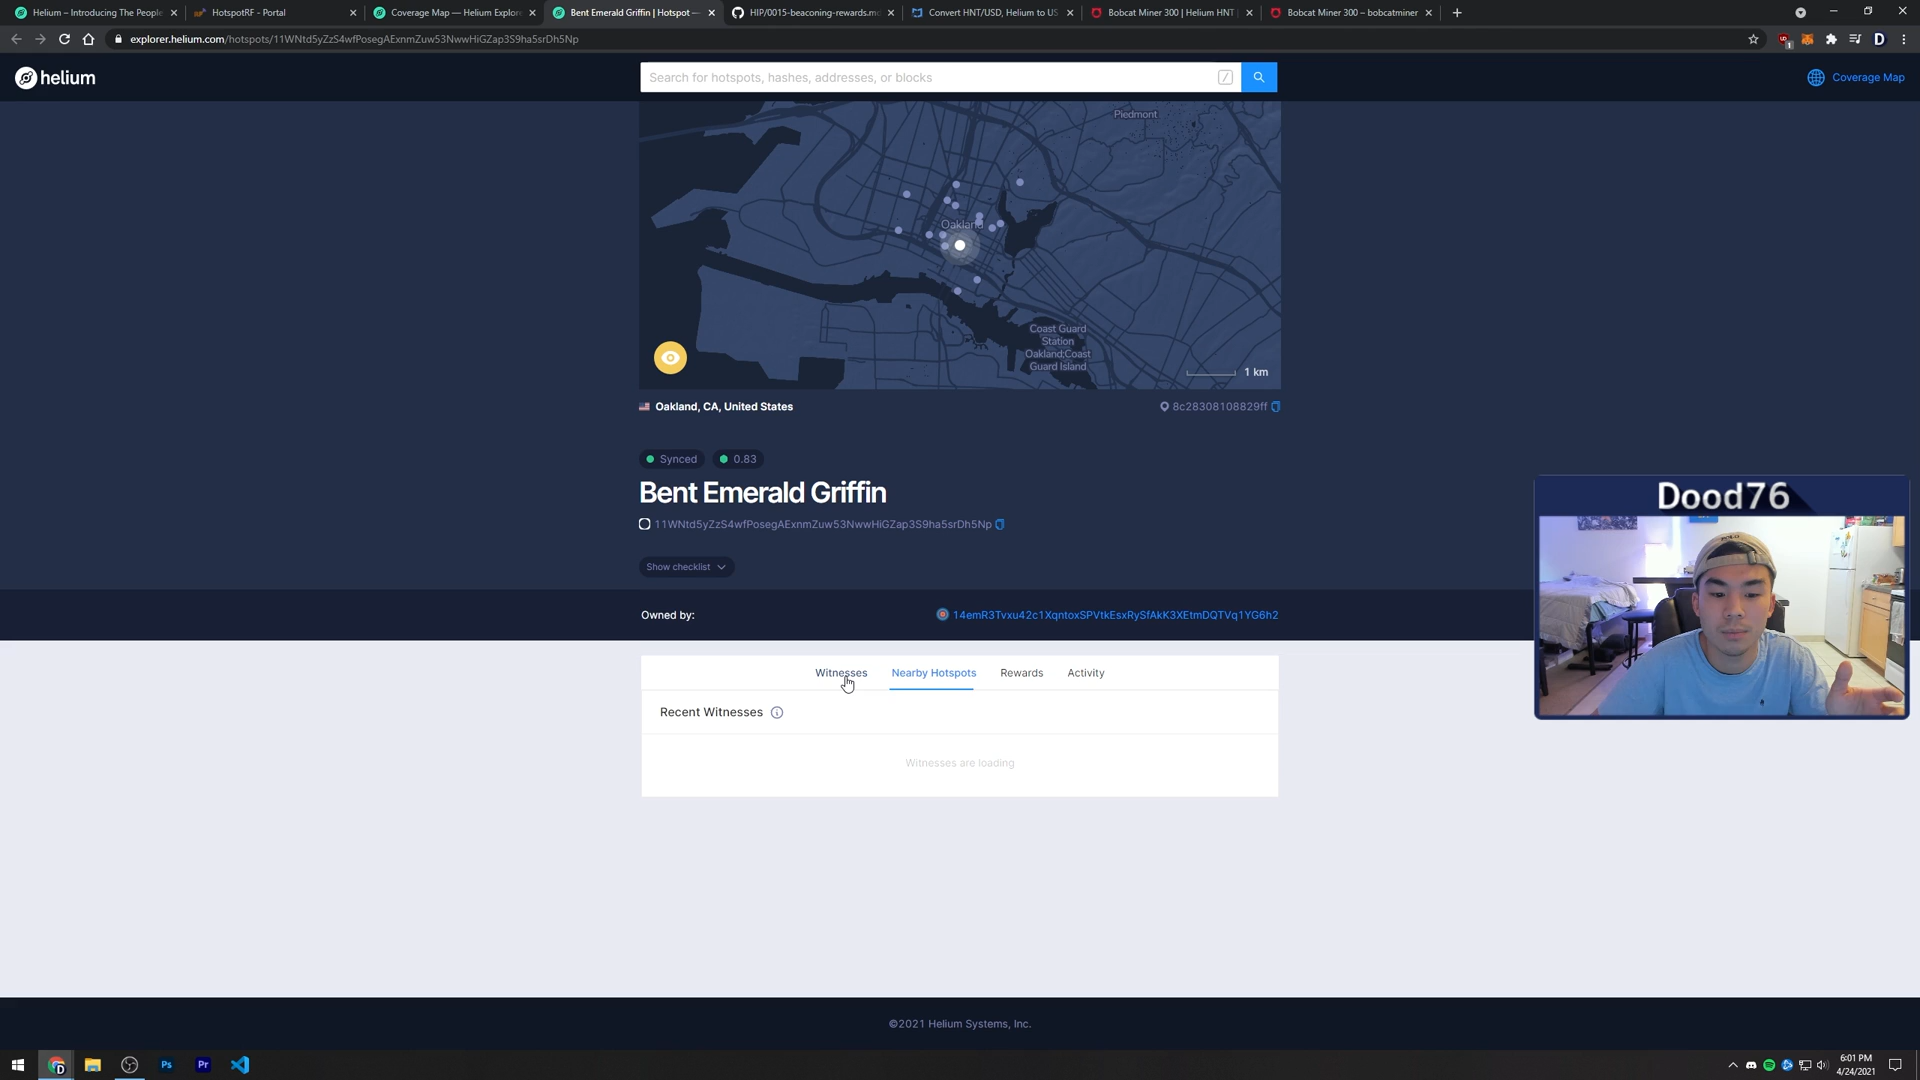 Helium – Introducing The People
HotspotRF - Portal
Coverage Map — Helium Explore
Bent Emerald Griffin | Hotspot —
HIP/0015-beaconing-rewards.md
Convert HNT/USD, Helium to US
Bobcat Miner 300 | Helium HNT
Bobcat Miner 300 – bobcatminer
explorer.helium.com/hotspots/11WNtd5yZzS4wfPosegAExnmZuw53NwwHiGZap3S9ha5srDh5Np
helium
Search for hotspots, hashes, addresses, or blocks
/
Coverage Map
Piedmont
Oakland
Coast Guard
Station
Oakland;Coast
Guard Island
1 km
Oakland, CA, United States
8c28308108829ff
Synced
0.83
Bent Emerald Griffin
11WNtd5yZzS4wfPosegAExnmZuw53NwwHiGZap3S9ha5srDh5Np
Show checklist
Owned by:
14emR3Tvxu42c1XqntoxSPVtkEsxRySfAkK3XEtmDQTVq1YG6h2
Dood76
Witnesses
Nearby Hotspots
Rewards
Activity
Recent Witnesses
Witnesses are loading
©2021 Helium Systems, Inc.
Ps
Pr
6:01 PM
4/24/2021